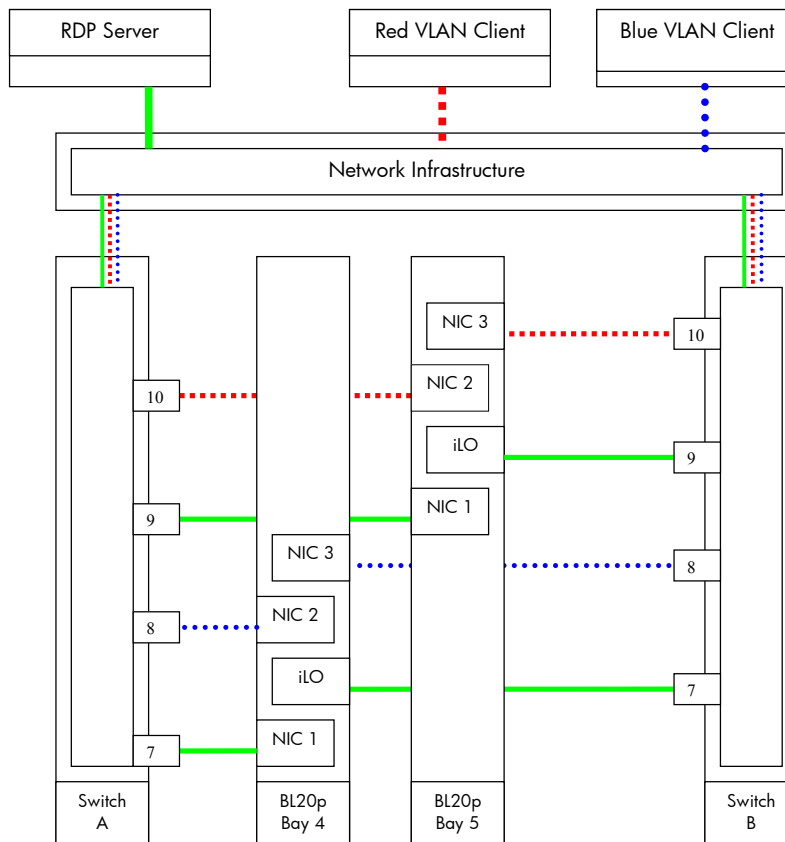 RDP Server
Red VLAN Client
Blue VLAN Client
Network Infrastructure
NIC 3
10
NIC 2
10
iLO
9
NIC 1
9
NIC 3
8
NIC 2
8
iLO
7
NIC 1
7
Switch
A
BL20p
Bay 4
BL20p
Bay 5
Switch
B